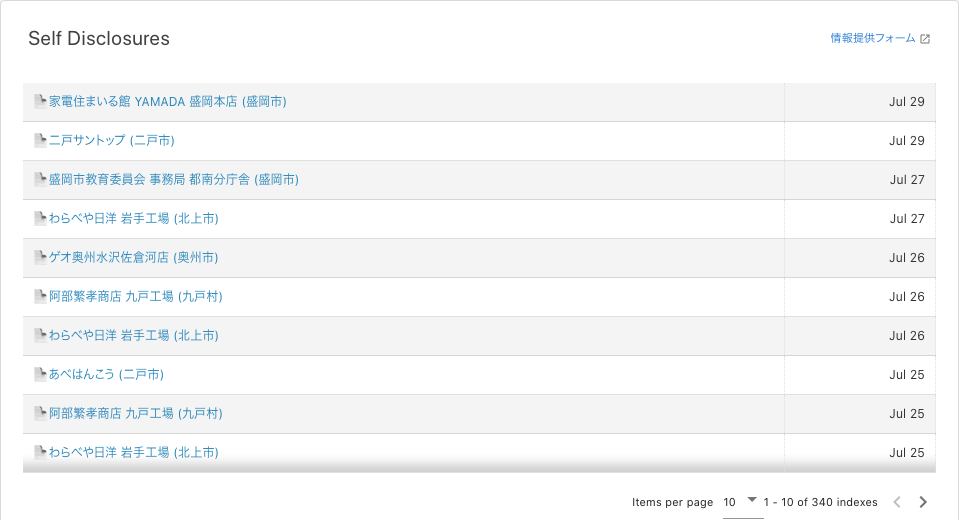 Self Disclosures
情報提供フォーム
家電住まいる館 YAMADA 盛岡本店 (盛岡市) Jul 29
二戸サントップ (二戸市) Jul 29
盛岡市教育委員会 事務局 都南分庁舎 (盛岡市) Jul 27
わらべや日洋 岩手工場 (北上市) Jul 27
ゲオ奥州水沢佐倉河店 (奥州市) Jul 26
阿部繁孝商店 九戸工場 (九戸村) Jul 26
わらべや日洋 岩手工場 (北上市) Jul 26
あべはんこう (二戸市) Jul 25
阿部繁孝商店 九戸工場 (九戸村) Jul 25
わらべや日洋 岩手工場 (北上市) Jul 25
Items per page 10 1 - 10 of 340 indexes